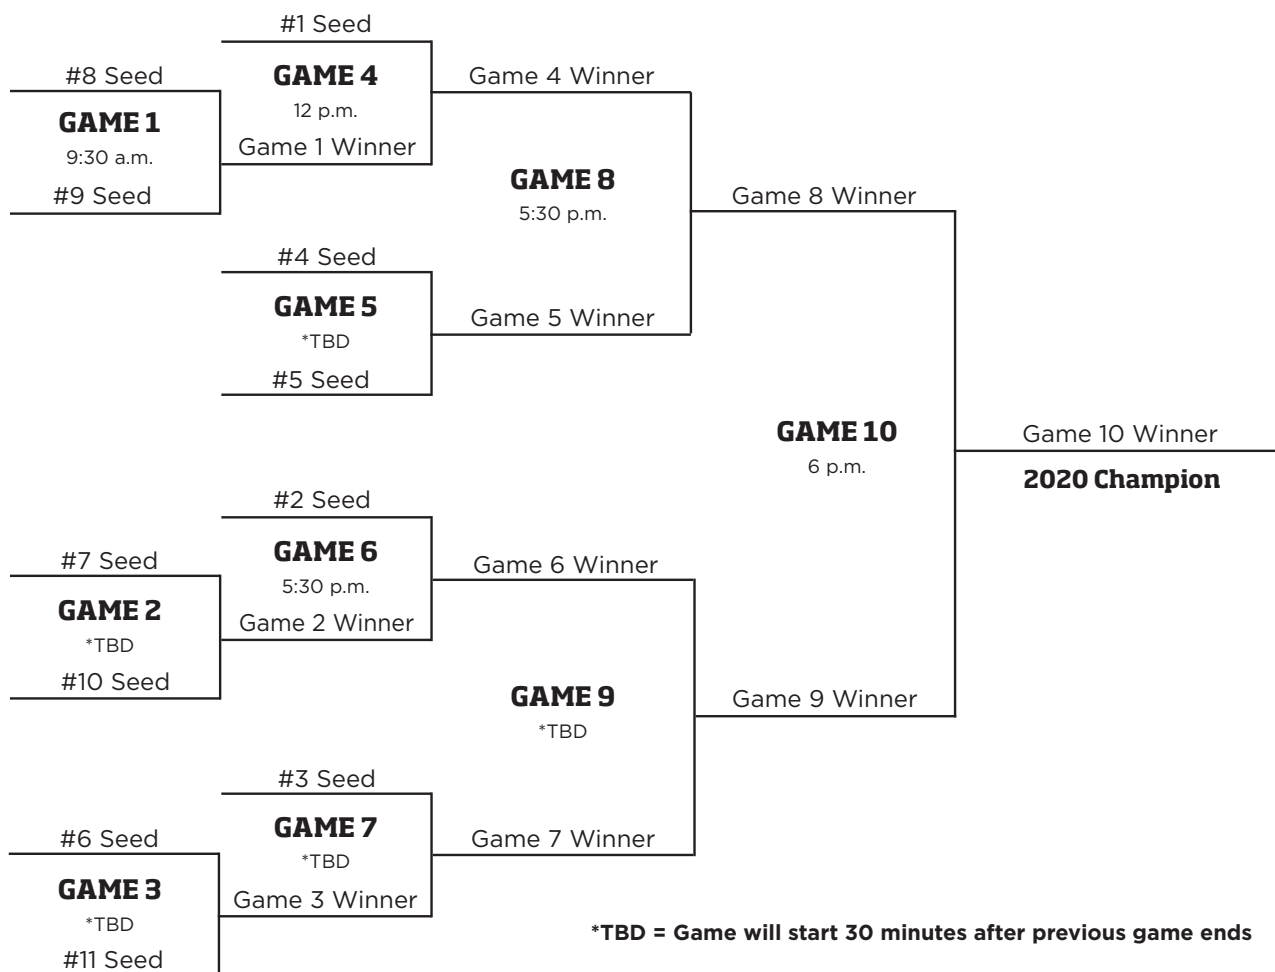 #1 Seed
#8 Seed
GAME 4
12 p.m.
Game 4 Winner
GAME 1
9:30 a.m.
Game 1 Winner
#9 Seed
GAME 8
5:30 p.m.
Game 8 Winner
#4 Seed
GAME 5
*TBD
Game 5 Winner
#5 Seed
GAME 10
6 p.m.
Game 10 Winner
2020 Champion
#2 Seed
#7 Seed
GAME 6
5:30 p.m.
Game 6 Winner
GAME 2
*TBD
Game 2 Winner
#10 Seed
GAME 9
*TBD
Game 9 Winner
#3 Seed
#6 Seed
GAME 7
*TBD
Game 7 Winner
GAME 3
*TBD
Game 3 Winner
#11 Seed
*TBD = Game will start 30 minutes after previous game ends